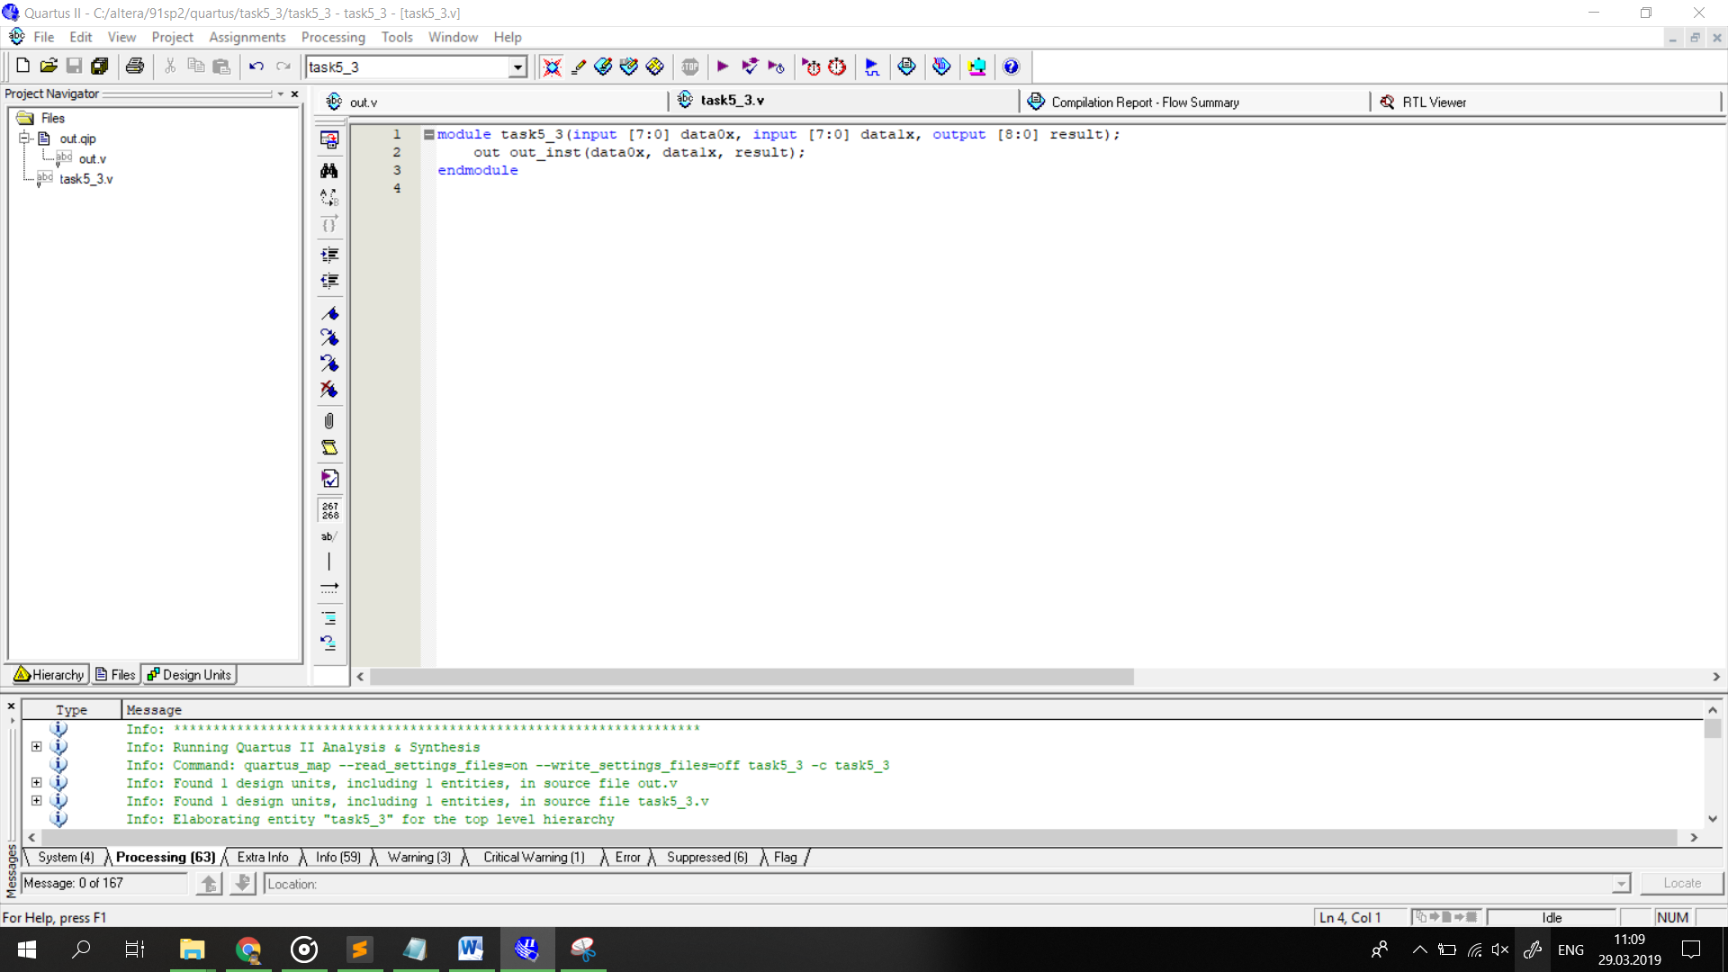 Quartus II - C:/altera/91sp2/quartus/task5_3/task5_3 - task5_3 - [task5_3.v]
File Edit View Project Assignments Processing Tools Window Help
task5_3
STOP
Project Navigator
out.v
task5_3.v
Compilation Report - Flow Summary
RTL Viewer
Files
out.qip
out.v
task5_3.v
1 module task5_3(input [7:0] data0x, input [7:0] data1x, output [8:0] result);
2 out out_inst(data0x, data1x, result);
3 endmodule
4
267
268
ab/
Hierarchy Files Design Units
Type Message
Info: *******************************************************************
Info: Running Quartus II Analysis & Synthesis
Info: Command: quartus_map --read_settings_files=on --write_settings_files=off task5_3 -c task5_3
Info: Found 1 design units, including 1 entities, in source file out.v
Info: Found 1 design units, including 1 entities, in source file task5_3.v
Info: Elaborating entity "task5_3" for the top level hierarchy
System (4) Processing (63) Extra Info Info (59) Warning (3) Critical Warning (1) Error Suppressed (6) Flag
Messages
Message: 0 of 167
Location:
Locate
For Help, press F1
Ln 4, Col 1
Idle
NUM
ENG
11:09
29.03.2019